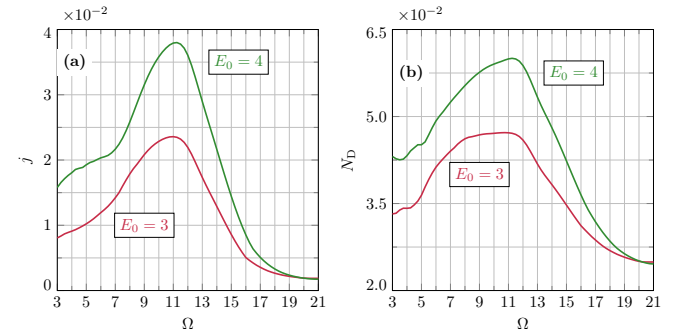 ×10⁻² ×10⁻²
4 6.5
(a) E₀ = 4 (b) E₀ = 4
3 5.0
j 2 N_D
E₀ = 3 E₀ = 3
1 3.5
0 2.0
3 5 7 9 11 13 15 17 19 21 3 5 7 9 11 13 15 17 19 21
Ω Ω